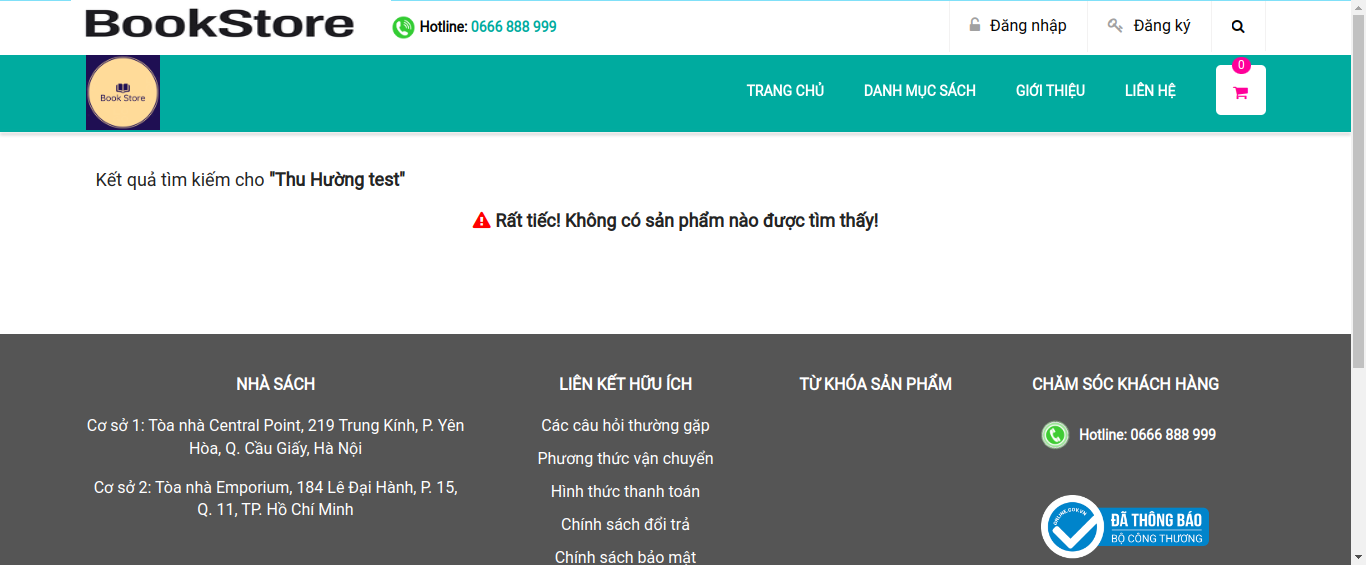 BookStore
Hotline: 0666 888 999
Đăng nhập
Đăng ký
Book Store
TRANG CHỦ
DANH MỤC SÁCH
GIỚI THIỆU
LIÊN HỆ
0
Kết quả tìm kiếm cho "Thu Hường test"
Rất tiếc! Không có sản phẩm nào được tìm thấy!
NHÀ SÁCH
Cơ sở 1: Tòa nhà Central Point, 219 Trung Kính, P. Yên
Hòa, Q. Cầu Giấy, Hà Nội
Cơ sở 2: Tòa nhà Emporium, 184 Lê Đại Hành, P. 15,
Q. 11, TP. Hồ Chí Minh
LIÊN KẾT HỮU ÍCH
Các câu hỏi thường gặp
Phương thức vận chuyển
Hình thức thanh toán
Chính sách đổi trả
Chính sách bảo mật
TỪ KHÓA SẢN PHẨM
CHĂM SÓC KHÁCH HÀNG
Hotline: 0666 888 999
ONLINE.GOV.VN
ĐÃ THÔNG BÁO
BỘ CÔNG THƯƠNG